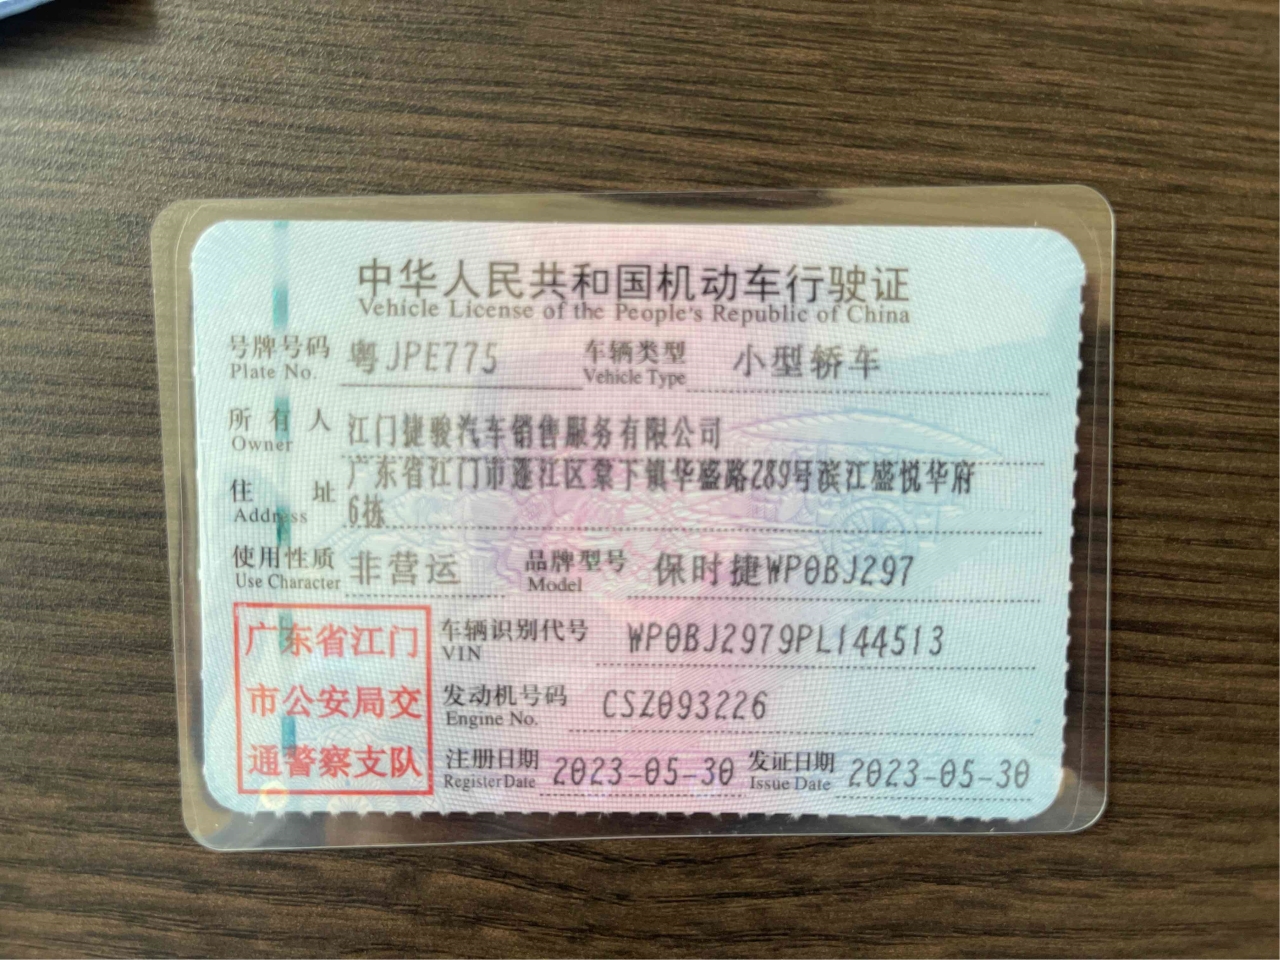 中华人民共和国机动车行驶证
Vehicle License of the People's Republic of China
号牌号码 粤JPE775 车辆类型 小型轿车
Plate No. Vehicle Type
所有人 江门捷骏汽车销售服务有限公司
Owner
住址 广东省江门市蓬江区棠下镇华盛路289号滨江盛悦华府
Address 6栋
使用性质 非营运 品牌型号 保时捷WP0BJ297
Use Character Model
广东省江门
市公安局交
通警察支队
车辆识别代号 WP0BJ2979PL144513
VIN
发动机号码 CSZ093226
Engine No.
注册日期 2023-05-30 发证日期 2023-05-30
Register Date Issue Date